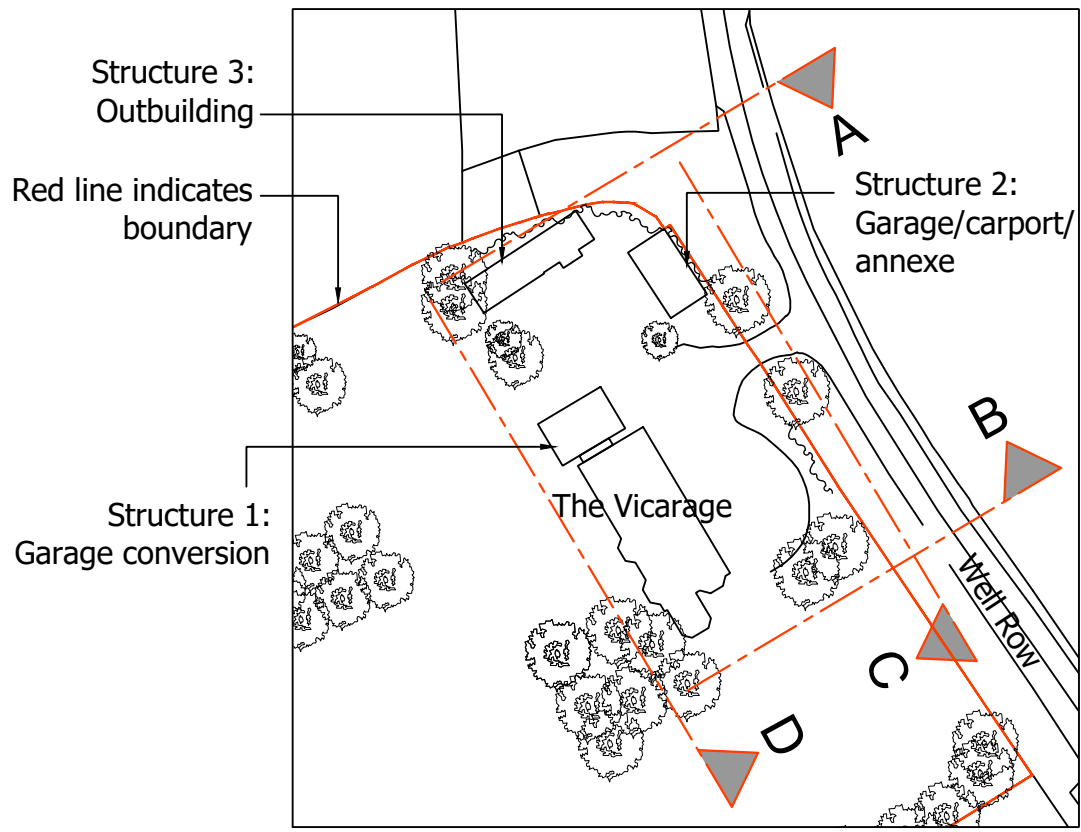 Structure 3:
Outbuilding
Red line indicates
boundary
A
Structure 2:
Garage/carport/
annexe
B
The Vicarage
Structure 1:
Garage conversion
Well Row
C
D